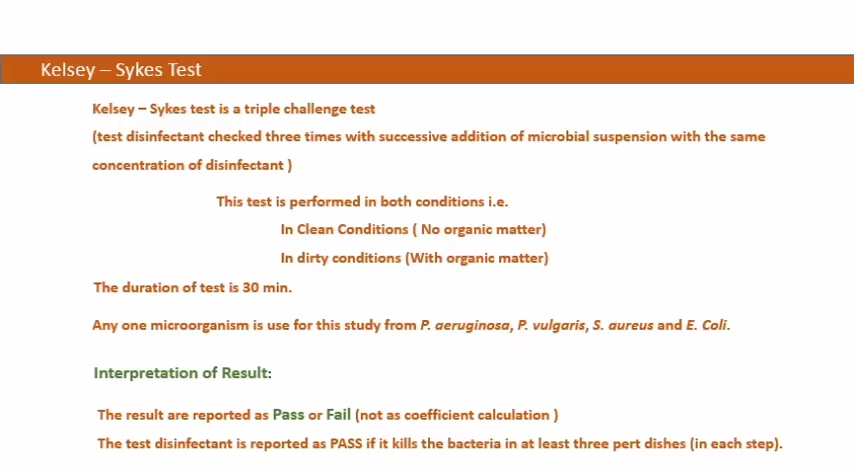 Kelsey – Sykes Test
Kelsey – Sykes test is a triple challenge test
(test disinfectant checked three times with successive addition of microbial suspension with the same
concentration of disinfectant )
This test is performed in both conditions i.e.
In Clean Conditions ( No organic matter)
In dirty conditions (With organic matter)
The duration of test is 30 min.
Any one microorganism is use for this study from P. aeruginosa, P. vulgaris, S. aureus and E. Coli.
Interpretation of Result:
The result are reported as Pass or Fail (not as coefficient calculation )
The test disinfectant is reported as PASS if it kills the bacteria in at least three pert dishes (in each step).